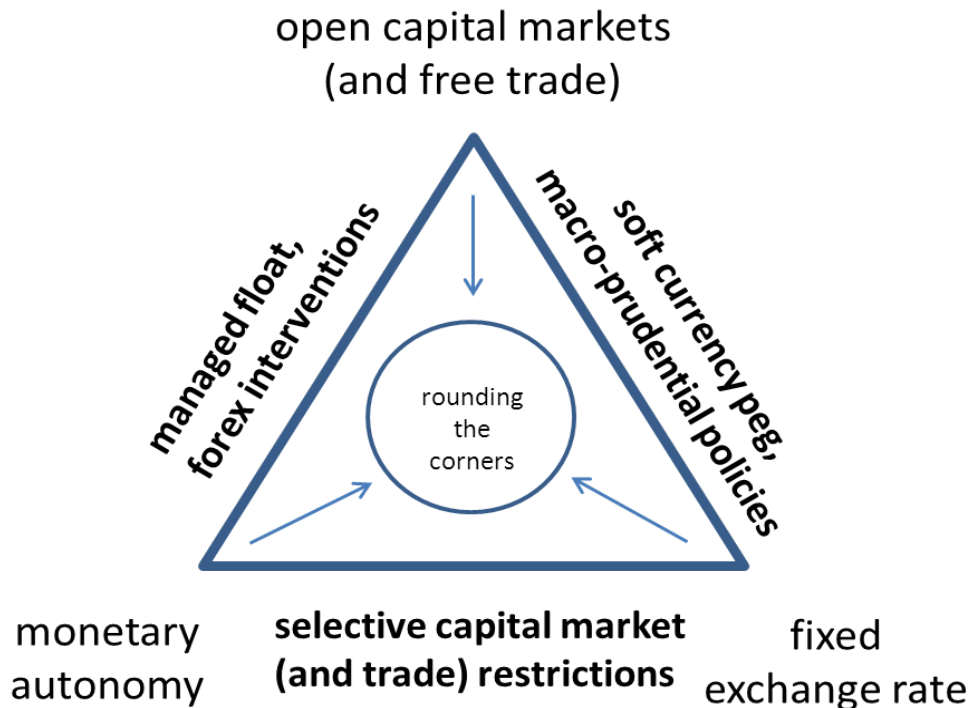 open capital markets
(and free trade)
managed float,
forex interventions
soft currency peg,
macro-prudential policies
rounding
the
corners
monetary
autonomy
selective capital market
(and trade) restrictions
fixed
exchange rate